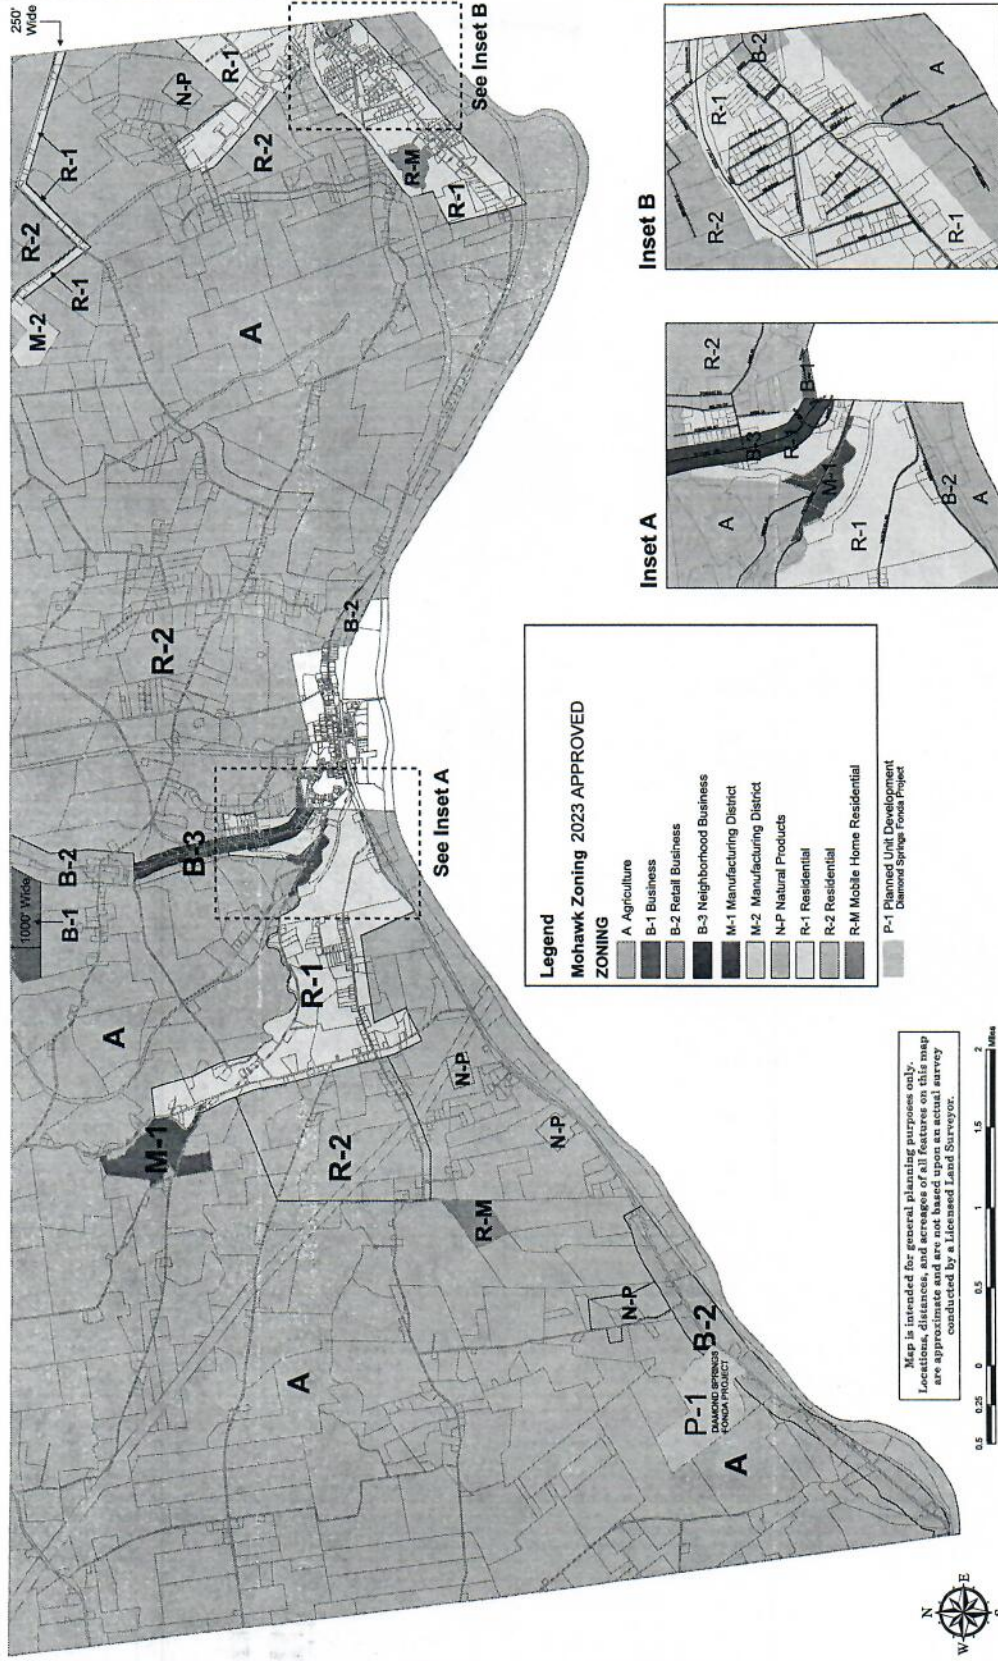 250'
Wide
R-1
R-2
R-1
M-2
N-P
R-1
R-2
R-M
R-1
See Inset B
A
R-2
B-2
1000' Wide
B-1
B-2
B-3
See Inset A
A
R-1
M-1
R-2
N-P
N-P
R-M
A
N-P
B-2
P-1
DIAMOND SPRINGS
FONDA PROJECT
A
Legend
Mohawk Zoning 2023 APPROVED
ZONING
A Agriculture
B-1 Business
B-2 Retail Business
B-3 Neighborhood Business
M-1 Manufacturing District
M-2 Manufacturing District
N-P Natural Products
R-1 Residential
R-2 Residential
R-M Mobile Home Residential
P-1 Planned Unit Development
Diamond Springs Fonda Project
Inset A
R-2
B-1
B-3
R-1
A
M-1
R-1
B-2
A
Inset B
B-2
R-1
R-2
A
R-1
Map is intended for general planning purposes only.
Locations, distances, and acreages of all features on this map
are approximate and are not based upon an actual survey
conducted by a Licensed Land Surveyor.
0.5 0.25 0 0.5 1 1.5 2
Miles
N
W E
S